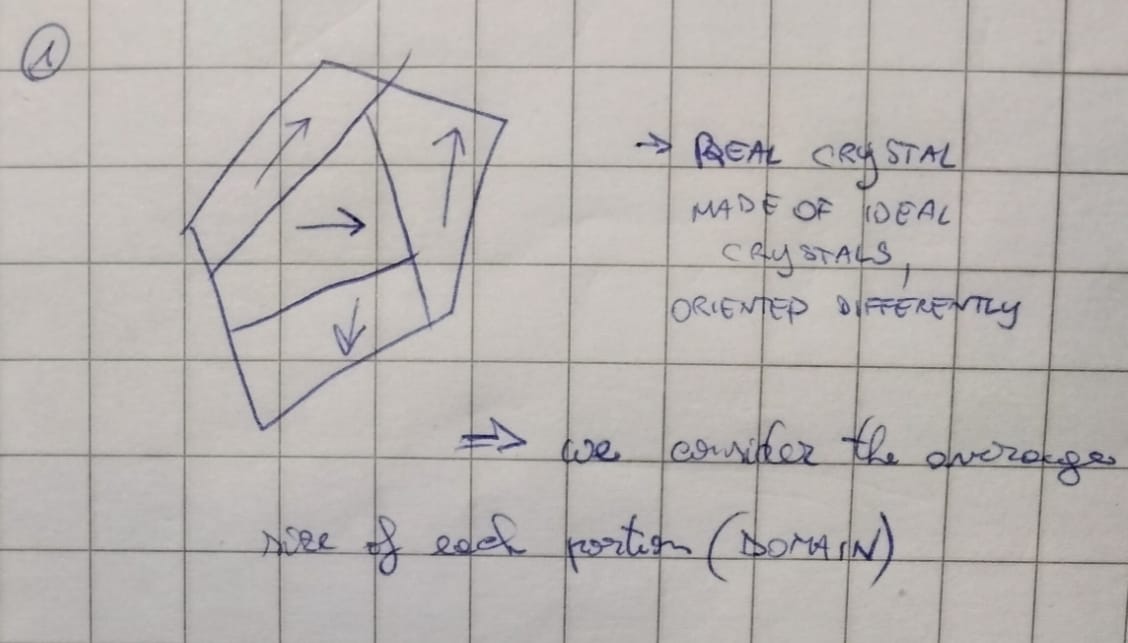 ①
→ REAL CRYSTAL
MADE OF IDEAL
CRYSTALS,
ORIENTED DIFFERENTLY
⇒ we consider the average
size of each portion (DOMAIN)